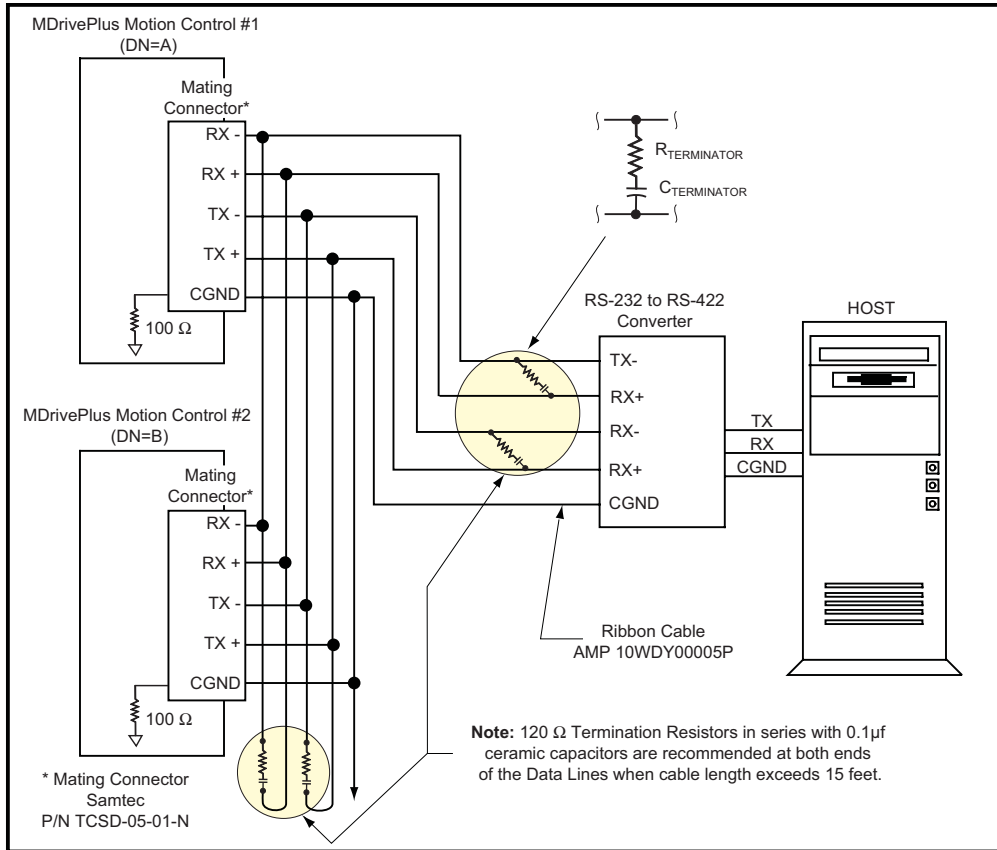 MDrivePlus Motion Control #1
(DN=A)
Mating
Connector*
RX -
RX +
TX -
TX +
CGND
100 Ω
MDrivePlus Motion Control #2
(DN=B)
Mating
Connector*
RX -
RX +
TX -
TX +
CGND
100 Ω
* Mating Connector
Samtec
P/N TCSD-05-01-N
RTERMINATOR
CTERMINATOR
RS-232 to RS-422
Converter
TX-
RX+
RX-
RX+
CGND
TX
RX
CGND
HOST
Ribbon Cable
AMP 10WDY00005P
Note: 120 Ω Termination Resistors in series with 0.1µf
ceramic capacitors are recommended at both ends
of the Data Lines when cable length exceeds 15 feet.